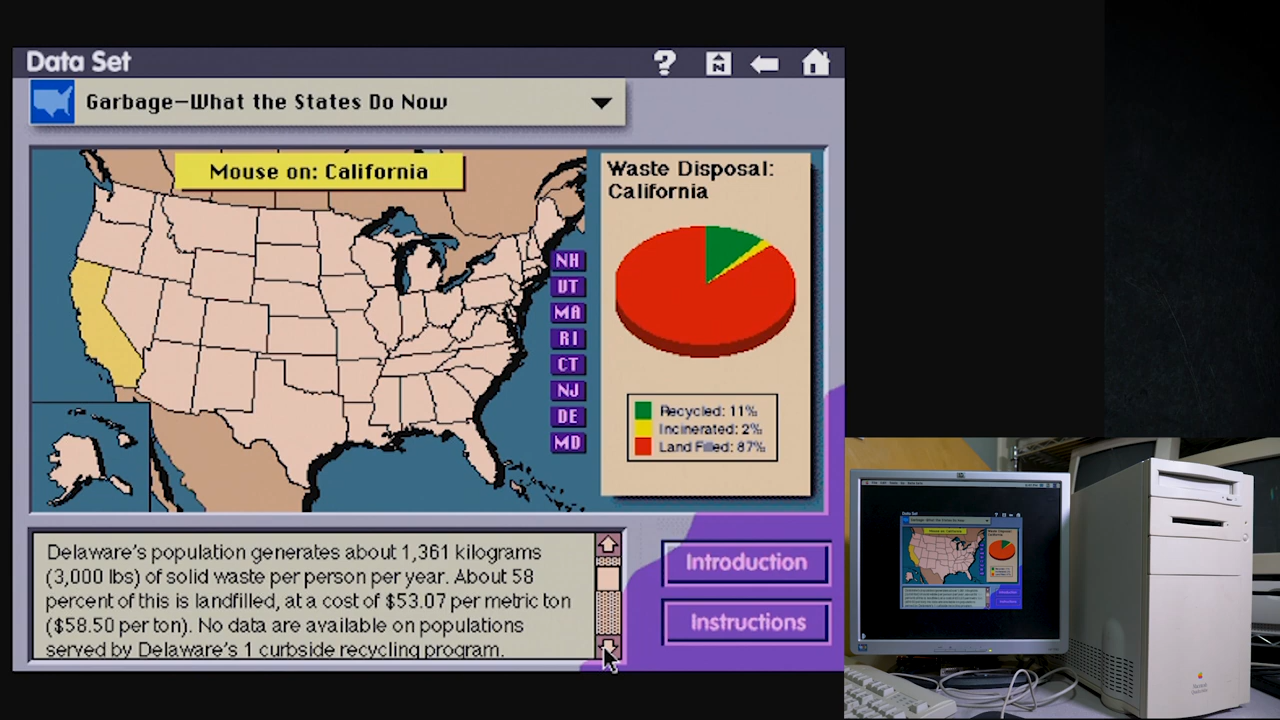 Data Set
Garbage—What the States Do Now
Mouse on: California
Waste Disposal:
California
NH
VT
MA
RI
CT
NJ
DE
MD
Recycled: 11%
Incinerated: 2%
Land Filled: 87%
Delaware's population generates about 1,361 kilograms
(3,000 lbs) of solid waste per person per year. About 58
percent of this is landfilled, at a cost of $53.07 per metric ton
($58.50 per ton). No data are available on populations
served by Delaware's 1 curbside recycling program.
Introduction
Instructions